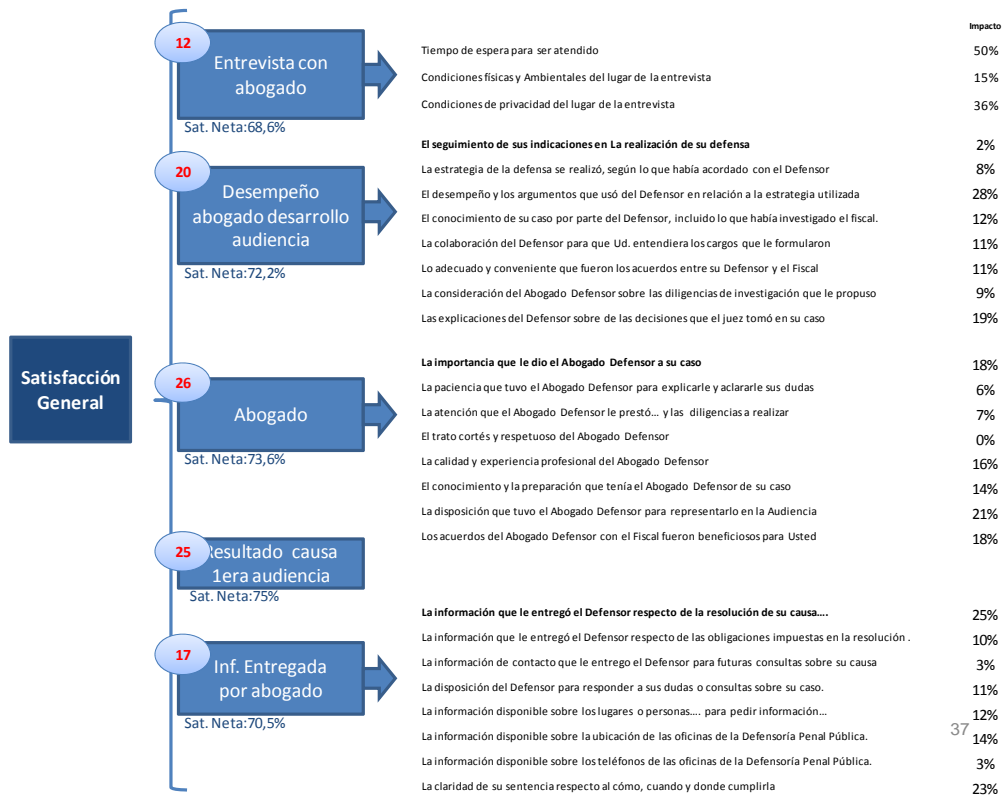 Impacto
12
Entrevista con
abogado
Sat. Neta:68,6%
Tiempo de espera para ser atendido 50%
Condiciones físicas y Ambientales del lugar de la entrevista 15%
Condiciones de privacidad del lugar de la entrevista 36%
20
Desempeño
abogado desarrollo
audiencia
Sat. Neta:72,2%
El seguimiento de sus indicaciones en La realización de su defensa 2%
La estrategia de la defensa se realizó, según lo que había acordado con el Defensor 8%
El desempeño y los argumentos que usó del Defensor en relación a la estrategia utilizada 28%
El conocimiento de su caso por parte del Defensor, incluido lo que había investigado el fiscal. 12%
La colaboración del Defensor para que Ud. entendiera los cargos que le formularon 11%
Lo adecuado y conveniente que fueron los acuerdos entre su Defensor y el Fiscal 11%
La consideración del Abogado Defensor sobre las diligencias de investigación que le propuso 9%
Las explicaciones del Defensor sobre de las decisiones que el juez tomó en su caso 19%
Satisfacción
General
26
Abogado
Sat. Neta:73,6%
La importancia que le dio el Abogado Defensor a su caso 18%
La paciencia que tuvo el Abogado Defensor para explicarle y aclararle sus dudas 6%
La atención que el Abogado Defensor le prestó... y las diligencias a realizar 7%
El trato cortés y respetuoso del Abogado Defensor 0%
La calidad y experiencia profesional del Abogado Defensor 16%
El conocimiento y la preparación que tenía el Abogado Defensor de su caso 14%
La disposición que tuvo el Abogado Defensor para representarlo en la Audiencia 21%
Los acuerdos del Abogado Defensor con el Fiscal fueron beneficiosos para Usted 18%
25
Resultado causa
1era audiencia
Sat. Neta:75%
17
Inf. Entregada
por abogado
Sat. Neta:70,5%
La información que le entregó el Defensor respecto de la resolución de su causa.... 25%
La información que le entregó el Defensor respecto de las obligaciones impuestas en la resolución . 10%
La información de contacto que le entrego el Defensor para futuras consultas sobre su causa 3%
La disposición del Defensor para responder a sus dudas o consultas sobre su caso. 11%
La información disponible sobre los lugares o personas.... para pedir información... 12%
La información disponible sobre la ubicación de las oficinas de la Defensoría Penal Pública. 14%
La información disponible sobre los teléfonos de las oficinas de la Defensoría Penal Pública. 3%
La claridad de su sentencia respecto al cómo, cuando y donde cumplirla 23%
37